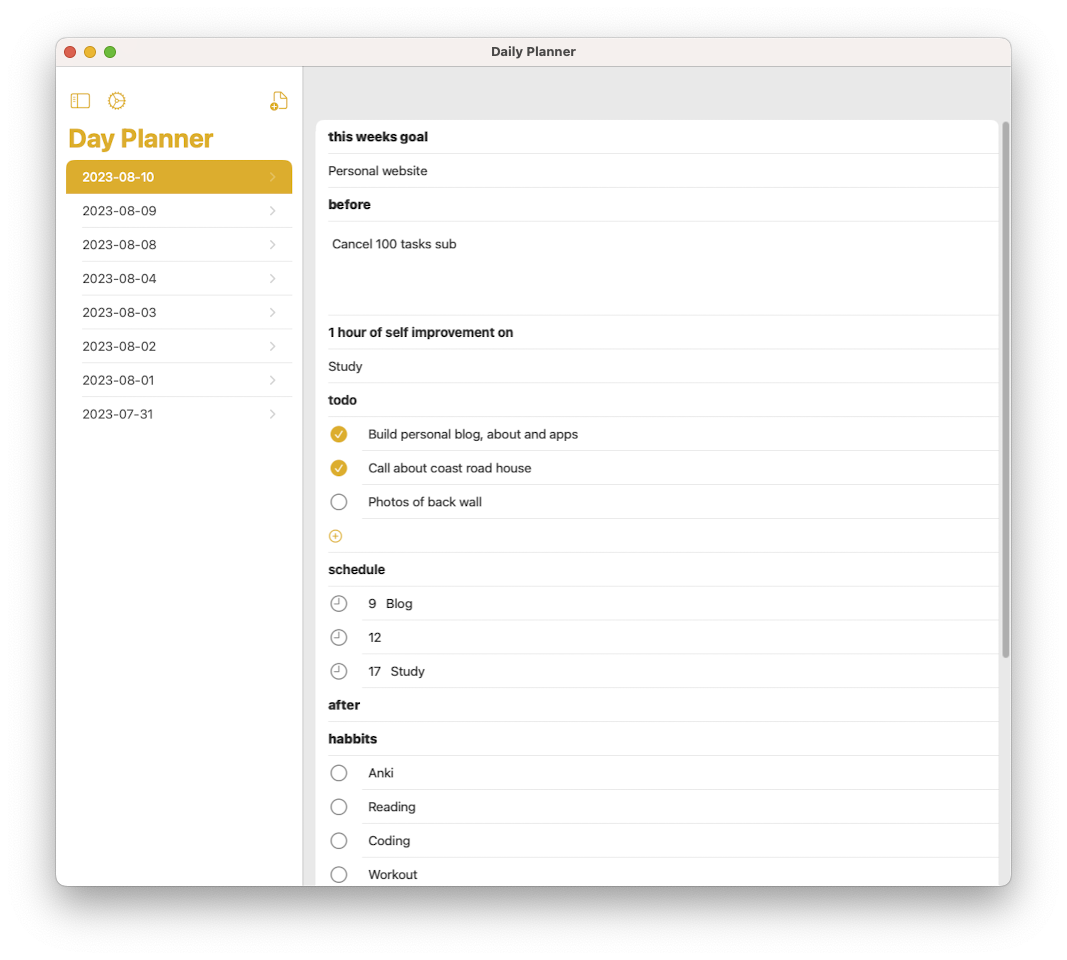 Daily Planner
Day Planner
2023-08-10
2023-08-09
2023-08-08
2023-08-04
2023-08-03
2023-08-02
2023-08-01
2023-07-31
this weeks goal
Personal website
before
Cancel 100 tasks sub
1 hour of self improvement on
Study
todo
Build personal blog, about and apps
Call about coast road house
Photos of back wall
schedule
9 Blog
12
17 Study
after
habbits
Anki
Reading
Coding
Workout